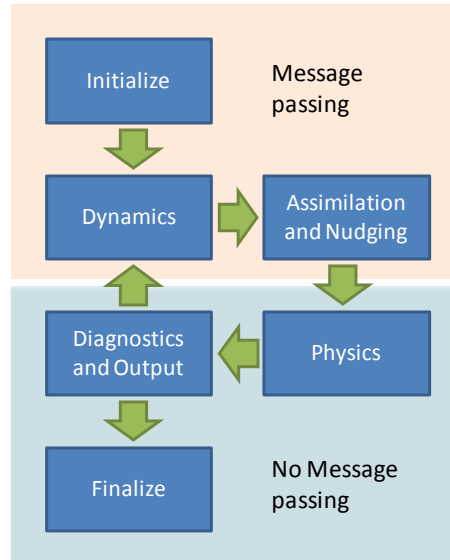 Initialize
Message
passing
Dynamics
Assimilation
and Nudging
Diagnostics
and Output
Physics
Finalize
No Message
passing